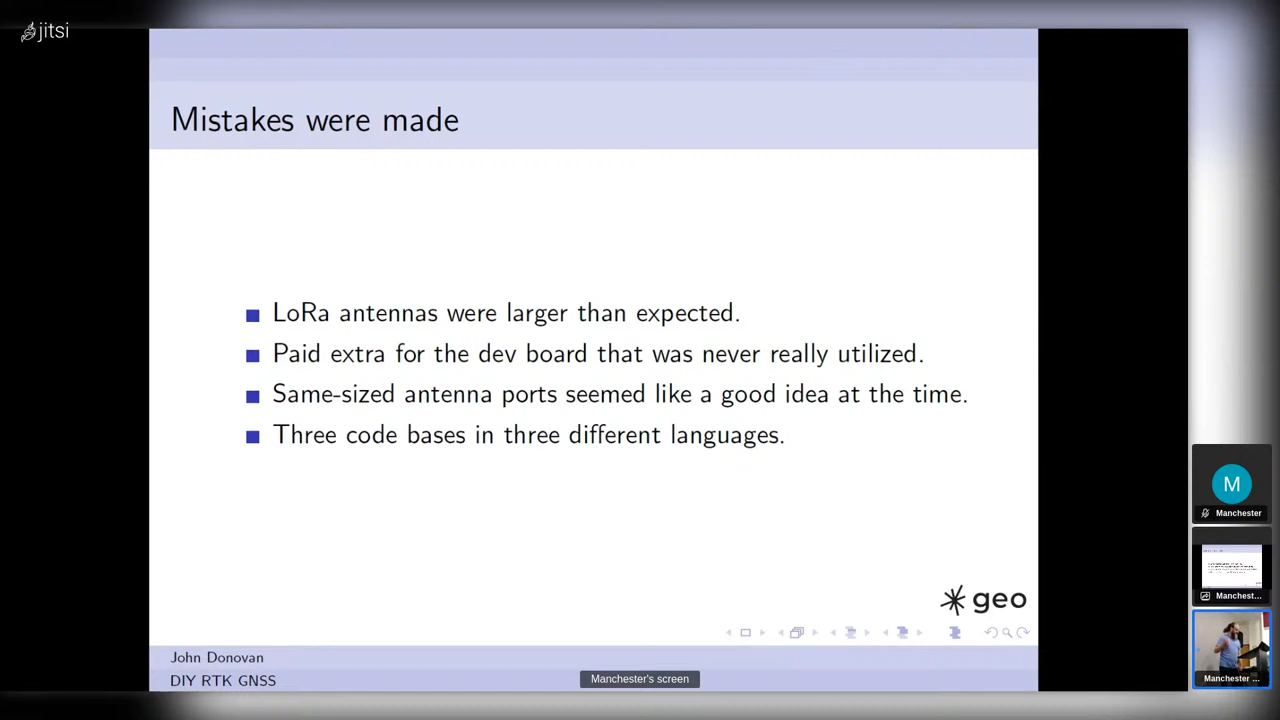 jitsi
Mistakes were made
LoRa antennas were larger than expected.
Paid extra for the dev board that was never really utilized.
Same-sized antenna ports seemed like a good idea at the time.
Three code bases in three different languages.
geo
John Donovan
DIY RTK GNSS
Manchester's screen
M
Manchester
Manchest...
Manchester ...